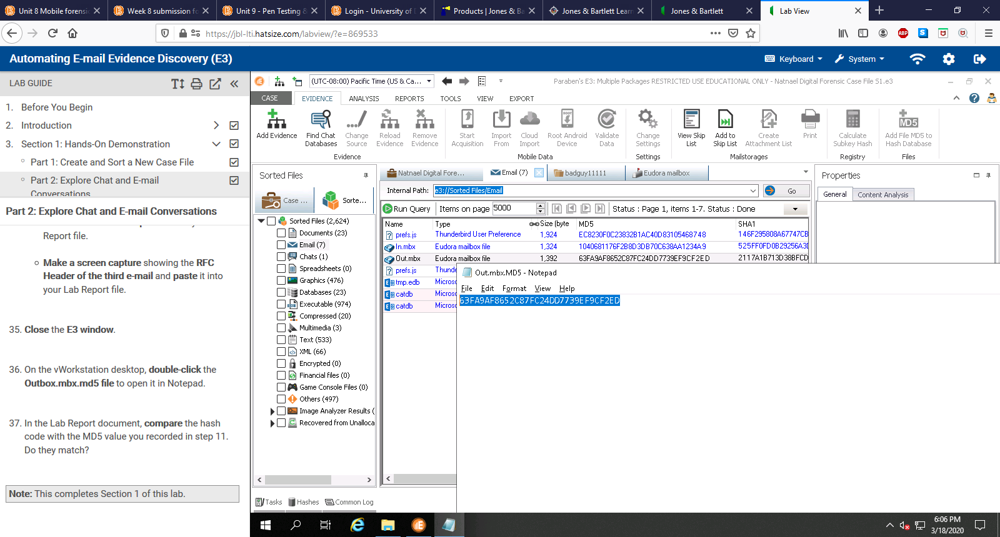 Unit 8 Mobile forensic
Week 8 submission fo
Unit 9 - Pen Testing &
Login - University of
Products | Jones & Ba
Jones & Bartlett Learn
Jones & Bartlett
Lab View
https://jbl-lti.hatsize.com/labview/?e=869533
ABP
Automating E-mail Evidence Discovery (E3)
Keyboard
System
LAB GUIDE
1. Before You Begin
2. Introduction
3. Section 1: Hands-On Demonstration
Part 1: Create and Sort a New Case File
Part 2: Explore Chat and E-mail
Conversations
Part 2: Explore Chat and E-mail Conversations
Report file.
Make a screen capture showing the RFC
Header of the third e-mail and paste it into
your Lab Report file.
35. Close the E3 window.
36. On the vWorkstation desktop, double-click the
Outbox.mbx.md5 file to open it in Notepad.
37. In the Lab Report document, compare the hash
code with the MD5 value you recorded in step 11.
Do they match?
Note: This completes Section 1 of this lab.
(UTC-08:00) Pacific Time (US & Ca...
Paraben's E3: Multiple Packages RESTRICTED USE EDUCATIONAL ONLY - Natnael Digital Forensic Case File S1.e3
CASE
EVIDENCE
ANALYSIS
REPORTS
TOOLS
VIEW
EXPORT
Add Evidence
Find Chat Databases
Change Source
Reload Evidence
Remove Evidence
Start Acquisition
Import From
Cloud Import
Root Android Device
Validate Data
Change Settings
View Skip List
Add to Skip List
Create Attachment List
Print
Calculate Subkey Hash
Add File MD5 to Hash Database
Evidence
Mobile Data
Settings
Mailstorages
Registry
Files
Sorted Files
Case ...
Sorte...
Sorted Files (2,624)
Documents (23)
Email (7)
Chats (1)
Spreadsheets (0)
Graphics (476)
Databases (23)
Executable (974)
Compressed (20)
Multimedia (3)
Text (533)
XML (66)
Encrypted (0)
Financial files (0)
Game Console Files (0)
Others (497)
Image Analyzer Results (
Recovered from Unalloca
Tasks
Hashes
Common Log
Natnael Digital Fore...
Email (7)
badguy11111
Eudora mailbox
Internal Path:
e3://Sorted Files/Email
Go
Run Query
Items on page
5000
Status : Page 1, items 1-7. Status : Done
Name Type Size (byte MD5 SHA1
prefs.js Thunderbird User Preference 1,924 EC8230F0C23832B1AC40D83105468748 146F295808A67747CB
In.mbx Eudora mailbox file 1,324 1040681176F2B8D3DB70C638AA1234A9 525FF0FD0B29256A3D
Out.mbx Eudora mailbox file 1,392 63FA9AF8652C87FC24DD7739EF9CF2ED 2117A1B713D38BFCD
prefs.js Thunde
tmp.edb Microso
catdb Microso
catdb Microso
Properties
General
Content Analysis
Out.mbx.MD5 - Notepad
File Edit Format View Help
63FA9AF8652C87FC24DD7739EF9CF2ED
6:06 PM
3/18/2020